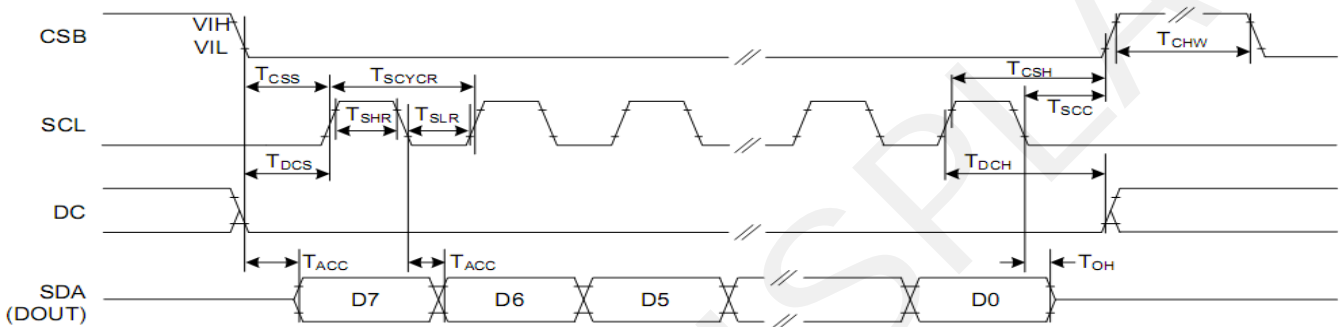 CSB
VIH
VIL
TCHW
TCSS
TSCYCR
TCSH
SCL
TSHR
TSLR
TSCC
TDCS
TDCH
DC
TACC
TACC
TOH
SDA
(DOUT)
D7
D6
D5
D0
SPLA